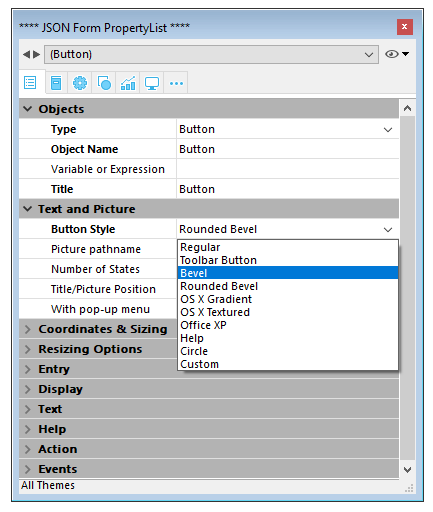 **** JSON Form PropertyList ****
(Button)
Objects
Type Button
Object Name Button
Variable or Expression
Title Button
Text and Picture
Button Style Rounded Bevel
Picture pathname
Number of States
Title/Picture Position
With pop-up menu
Regular
Toolbar Button
Bevel
Rounded Bevel
OS X Gradient
OS X Textured
Office XP
Help
Circle
Custom
Coordinates & Sizing
Resizing Options
Entry
Display
Text
Help
Action
Events
All Themes